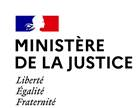 MINISTÈRE
DE LA JUSTICE
Liberté
Égalité
Fraternité